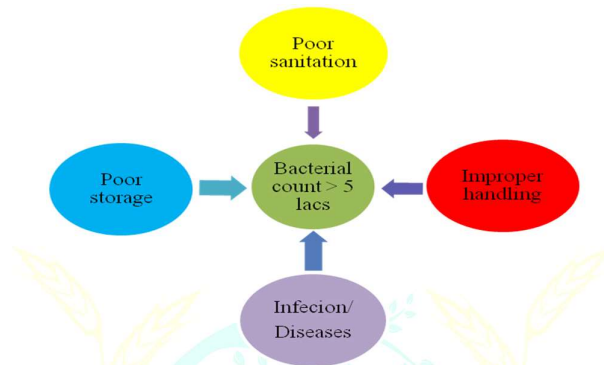 Poor
sanitation
Poor
storage
Bacterial
count > 5
lacs
Improper
handling
Infecion/
Diseases